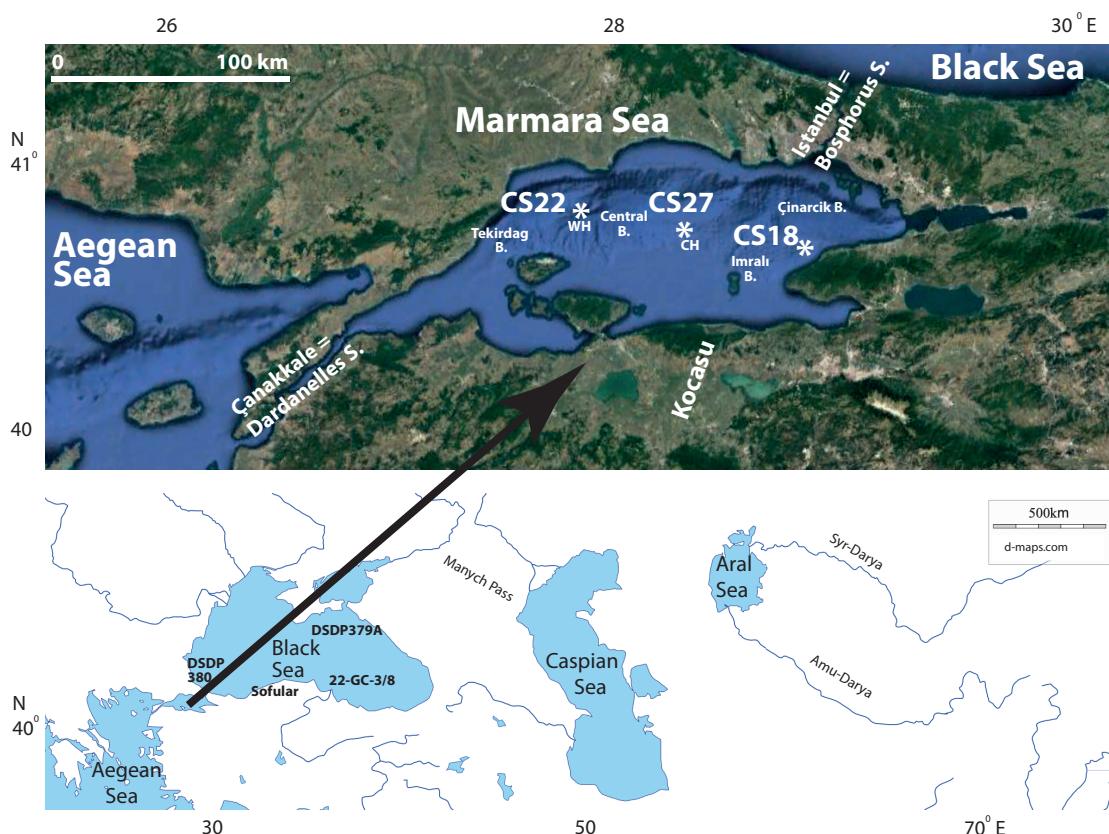 26
28
30 ° E
0
100 km
Black Sea
Istanbul =
Bosphorus S.
Marmara Sea
N
41°
CS22
*
WH
Central
B.
CS27
*
CH
Çinarcik B.
CS18
*
Tekirdag
B.
Imralı
B.
Aegean
Sea
Çanakkale =
Dardanelles S.
Kocasu
40
500km
d-maps.com
Manych Pass
Syr-Darya
Aral
Sea
DSDP379A
Black
Sea
DSDP
380
22-GC-3/8
Sofular
Caspian
Sea
Amu-Darya
N
40°
Aegean
Sea
30
50
70° E